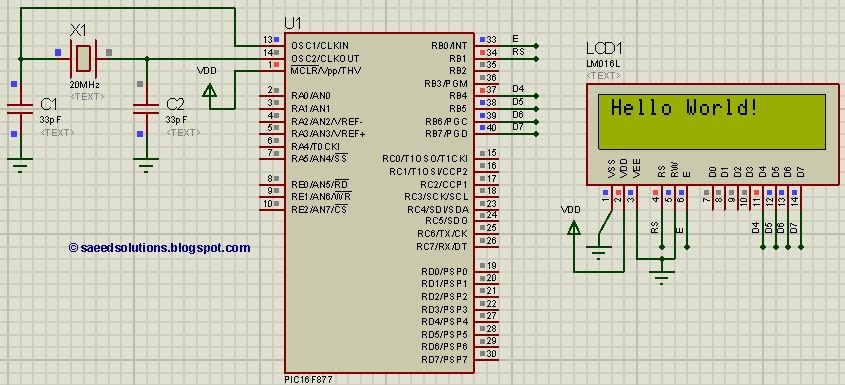 X1
20MHz
<TEXT>
C1
33pF
<TEXT>
C2
33pF
<TEXT>
VDD
© saeedsolutions.blogspot.com
U1
13 OSC1/CLKIN
14 OSC2/CLKOUT
1 MCLR/Vpp/THV
2 RA0/AN0
3 RA1/AN1
4 RA2/AN2/VREF-
5 RA3/AN3/VREF+
6 RA4/T0CKI
7 RA5/AN4/SS
8 RE0/AN5/RD
9 RE1/AN6/WR
10 RE2/AN7/CS
RB0/INT 33 E
RB1 34 RS
RB2 35
RB3/PGM 36
RB4 37 D4
RB5 38 D5
RB6/PGC 39 D6
RB7/PGD 40 D7
RC0/T1OSO/T1CKI 15
RC1/T1OSI/CCP2 16
RC2/CCP1 17
RC3/SCK/SCL 18
RC4/SDI/SDA 23
RC5/SDO 24
RC6/TX/CK 25
RC7/RX/DT 26
RD0/PSP0 19
RD1/PSP1 20
RD2/PSP2 21
RD3/PSP3 22
RD4/PSP4 27
RD5/PSP5 28
RD6/PSP6 29
RD7/PSP7 30
PIC16F877
LCD1
LM016L
<TEXT>
Hello World!
VSS VDD VEE RS RW E D0 D1 D2 D3 D4 D5 D6 D7
1 2 3 4 5 6 7 8 9 10 11 12 13 14
VDD
RS E D4 D5 D6 D7